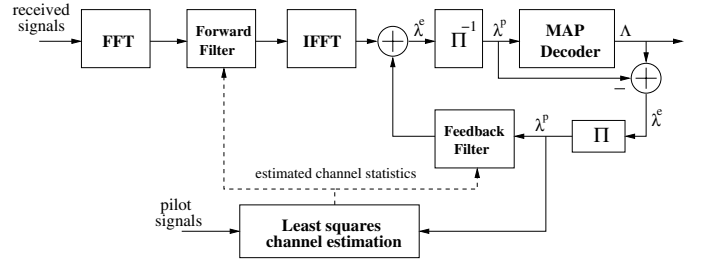 received
signals
FFT
Forward
Filter
IFFT
+
λ^e
Π^-1
λ^p
MAP
Decoder
Λ
+
−
λ^e
Π
λ^p
Feedback
Filter
estimated channel statistics
pilot
signals
Least squares
channel estimation